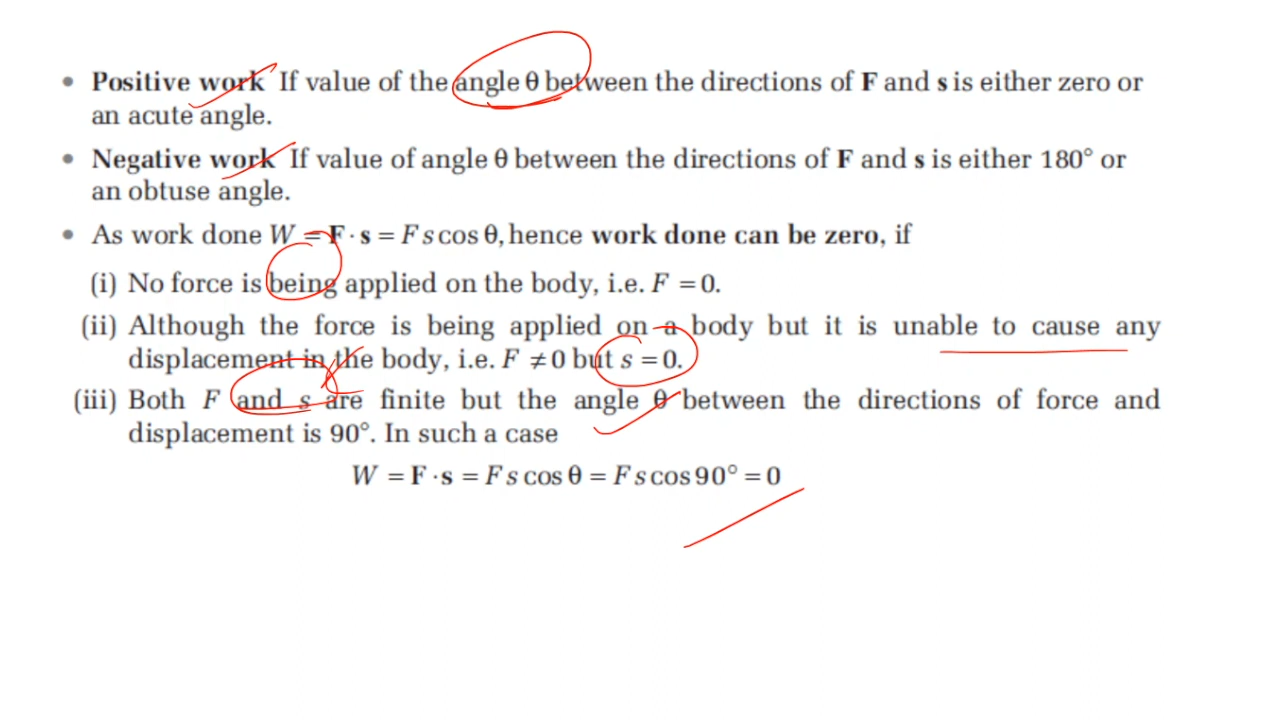 • Positive work If value of the angle θ between the directions of F and s is either zero or
an acute angle.
• Negative work If value of angle θ between the directions of F and s is either 180° or
an obtuse angle.
• As work done W = F · s = F s cos θ, hence work done can be zero, if
(i) No force is being applied on the body, i.e. F = 0.
(ii) Although the force is being applied on a body but it is unable to cause any
displacement in the body, i.e. F ≠ 0 but s = 0.
(iii) Both F and s are finite but the angle θ between the directions of force and
displacement is 90°. In such a case
W = F · s = F s cos θ = F s cos 90° = 0